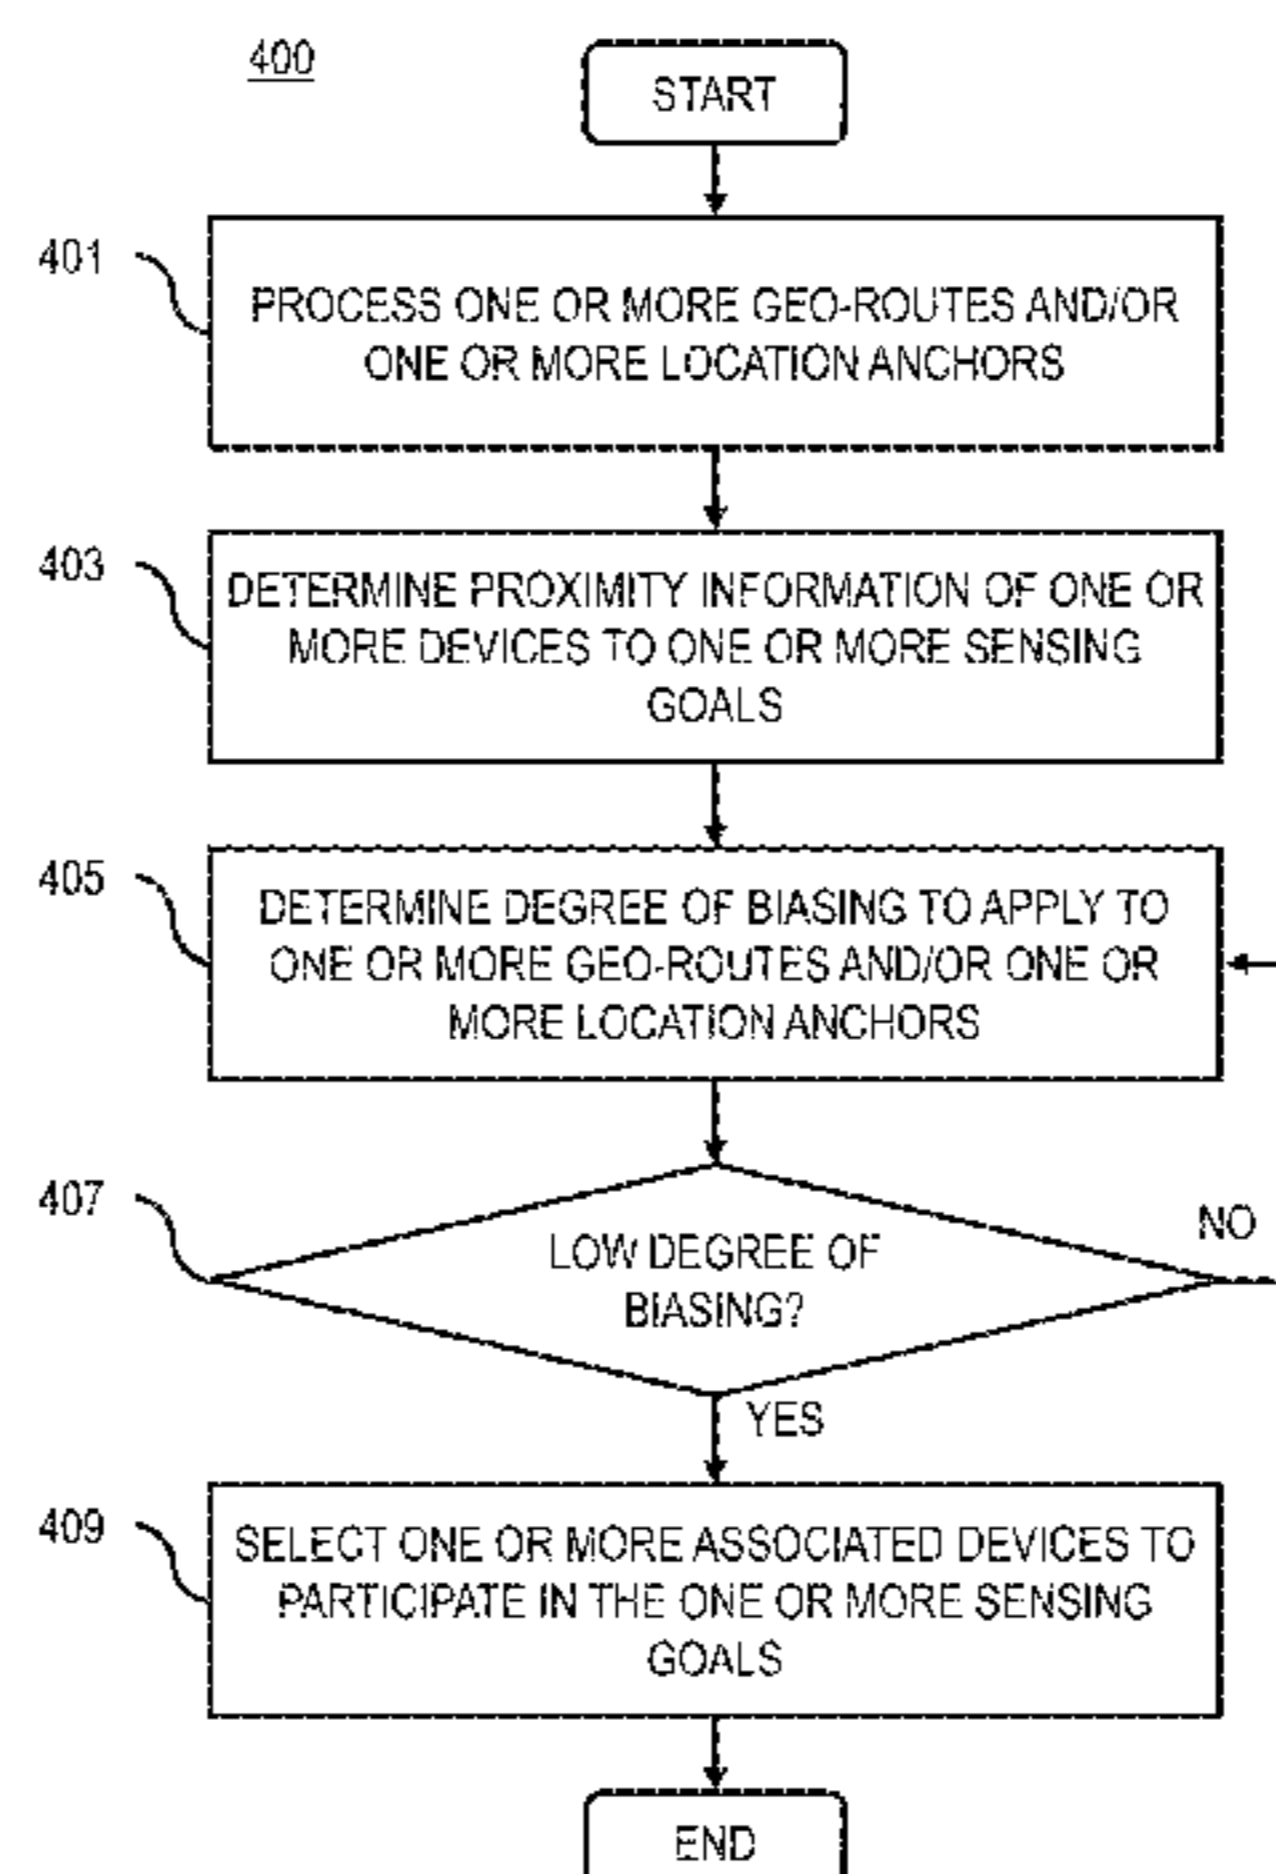 400
START
401
PROCESS ONE OR MORE GEO-ROUTES AND/OR
ONE OR MORE LOCATION ANCHORS
403
DETERMINE PROXIMITY INFORMATION OF ONE OR
MORE DEVICES TO ONE OR MORE SENSING
GOALS
405
DETERMINE DEGREE OF BIASING TO APPLY TO
ONE OR MORE GEO-ROUTES AND/OR ONE OR
MORE LOCATION ANCHORS
407
LOW DEGREE OF
BIASING?
NO
YES
409
SELECT ONE OR MORE ASSOCIATED DEVICES TO
PARTICIPATE IN THE ONE OR MORE SENSING
GOALS
END